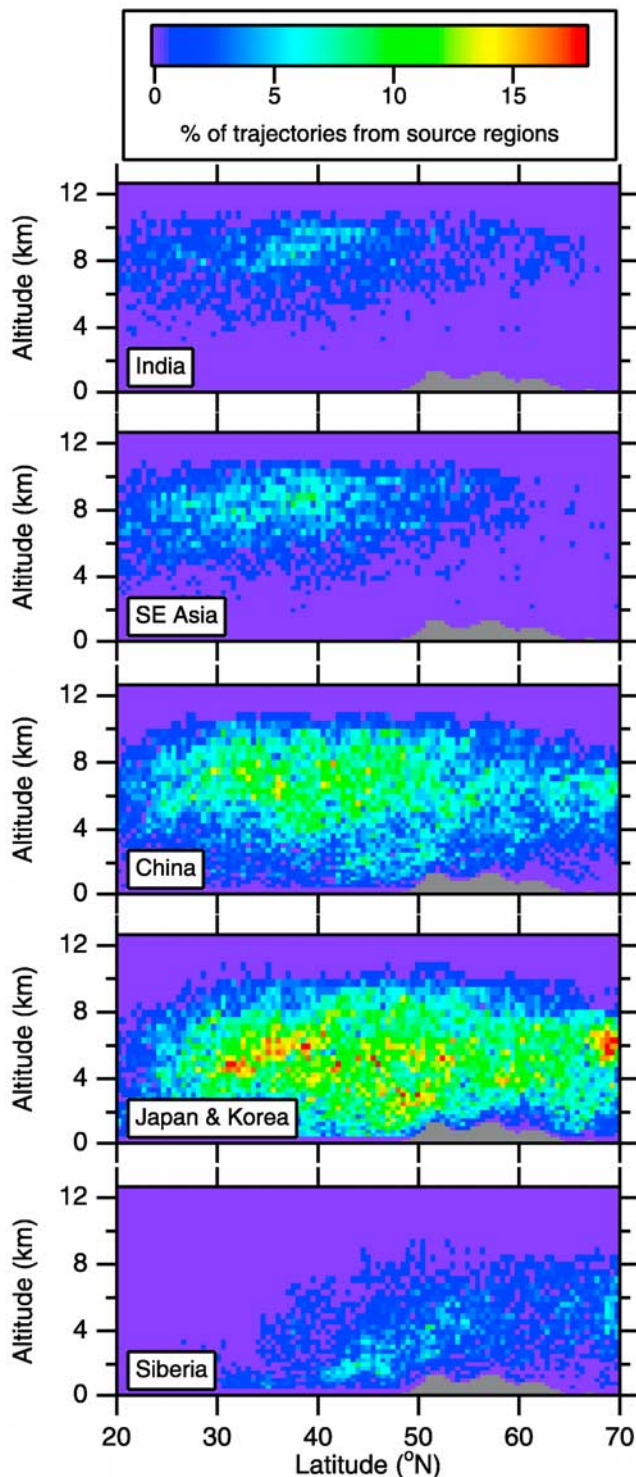 0 5 10 15
% of trajectories from source regions
12
8
4
0
Altitude (km)
India
12
8
4
0
Altitude (km)
SE Asia
12
8
4
0
Altitude (km)
China
12
8
4
0
Altitude (km)
Japan & Korea
12
8
4
0
Altitude (km)
Siberia
20 30 40 50 60 70
Latitude (°N)